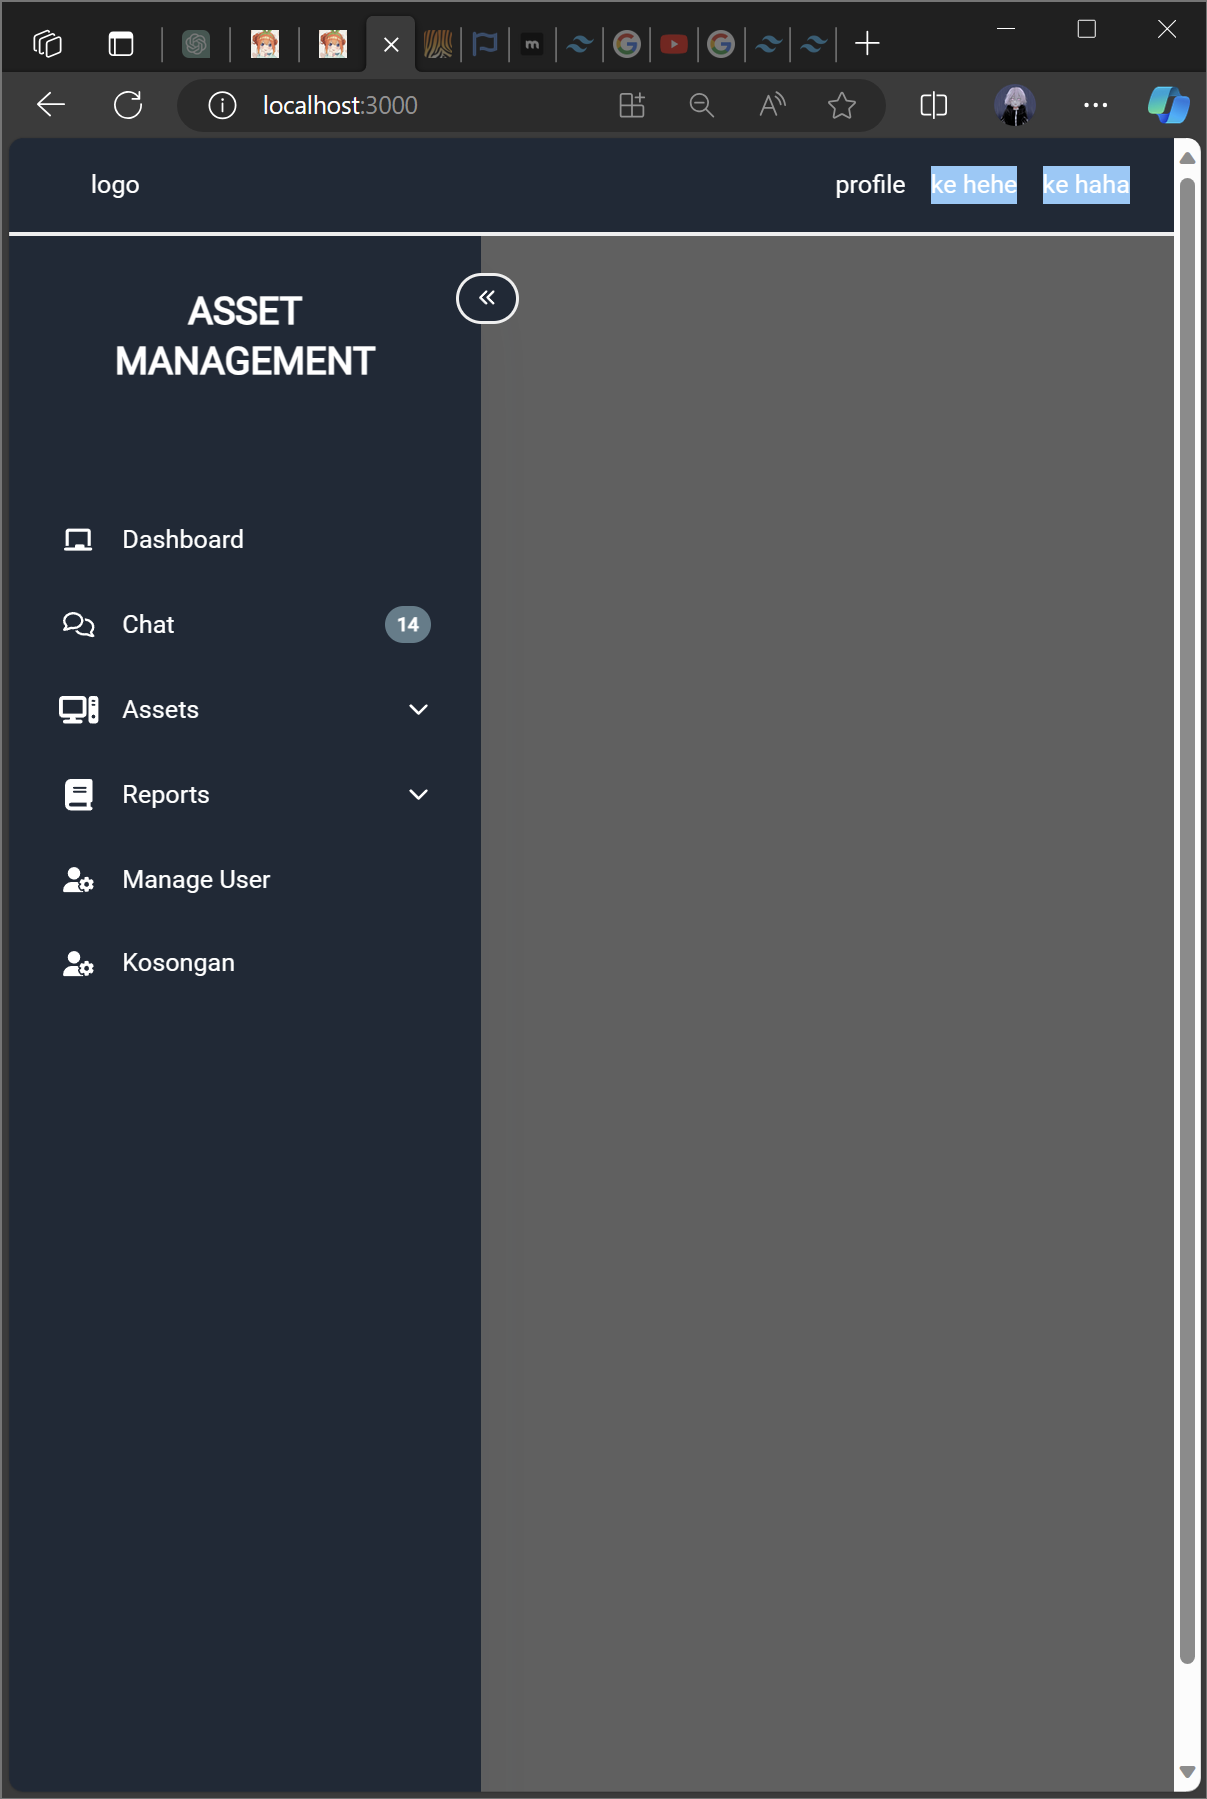 localhost:3000
logo
profile ke hehe ke haha
ASSET
MANAGEMENT
Dashboard
Chat 14
Assets
Reports
Manage User
Kosongan